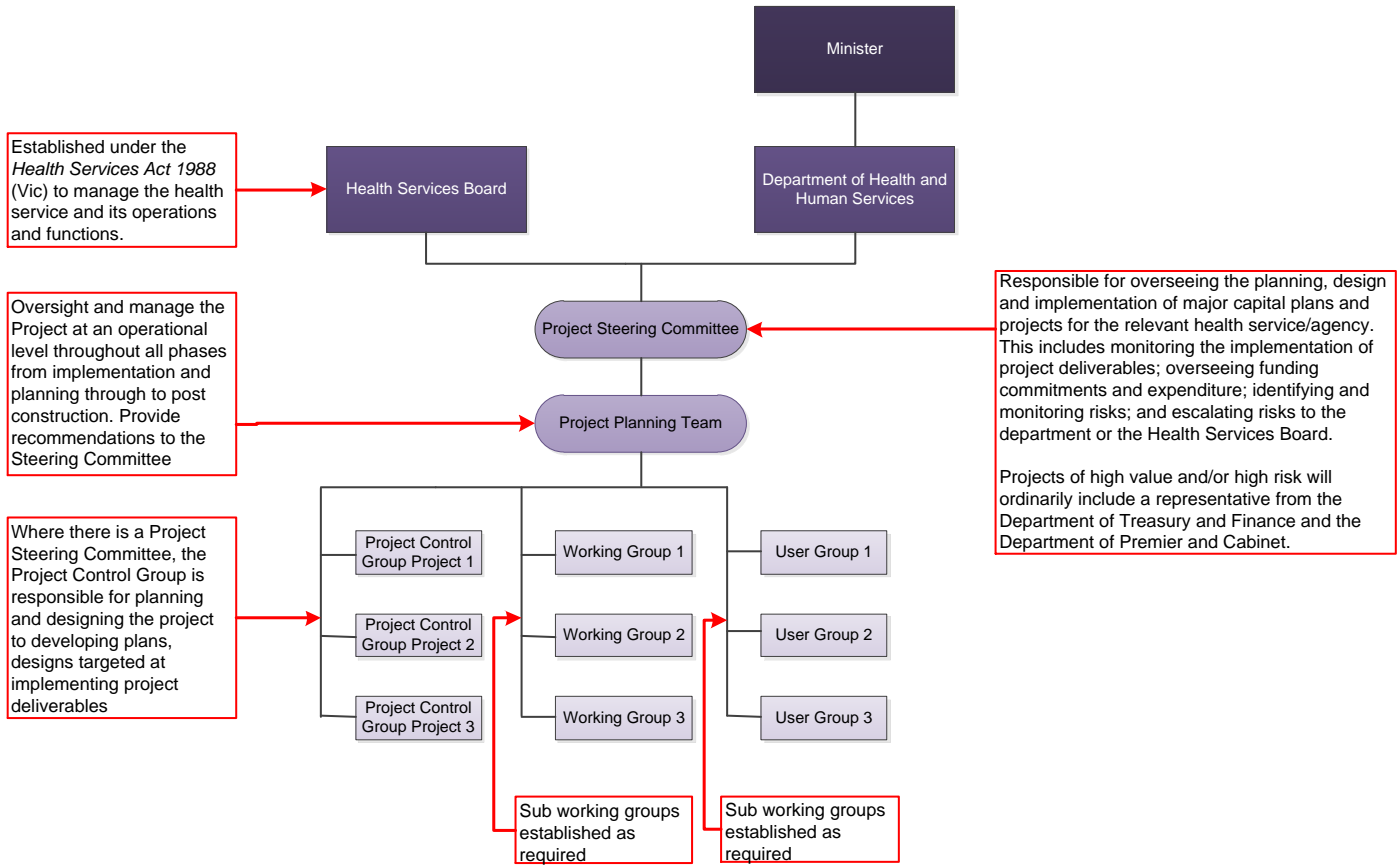 Minister
Established under the
Health Services Act 1988
(Vic) to manage the health
service and its operations
and functions.
Health Services Board
Department of Health and
Human Services
Oversight and manage the
Project at an operational
level throughout all phases
from implementation and
planning through to post
construction. Provide
recommendations to the
Steering Committee
Project Steering Committee
Project Planning Team
Responsible for overseeing the planning, design
and implementation of major capital plans and
projects for the relevant health service/agency.
This includes monitoring the implementation of
project deliverables; overseeing funding
commitments and expenditure; identifying and
monitoring risks; and escalating risks to the
department or the Health Services Board.
Projects of high value and/or high risk will
ordinarily include a representative from the
Department of Treasury and Finance and the
Department of Premier and Cabinet.
Where there is a Project
Steering Committee, the
Project Control Group is
responsible for planning
and designing the project
to developing plans,
designs targeted at
implementing project
deliverables
Project Control
Group Project 1
Working Group 1
User Group 1
Project Control
Group Project 2
Working Group 2
User Group 2
Project Control
Group Project 3
Working Group 3
User Group 3
Sub working groups
established as
required
Sub working groups
established as
required